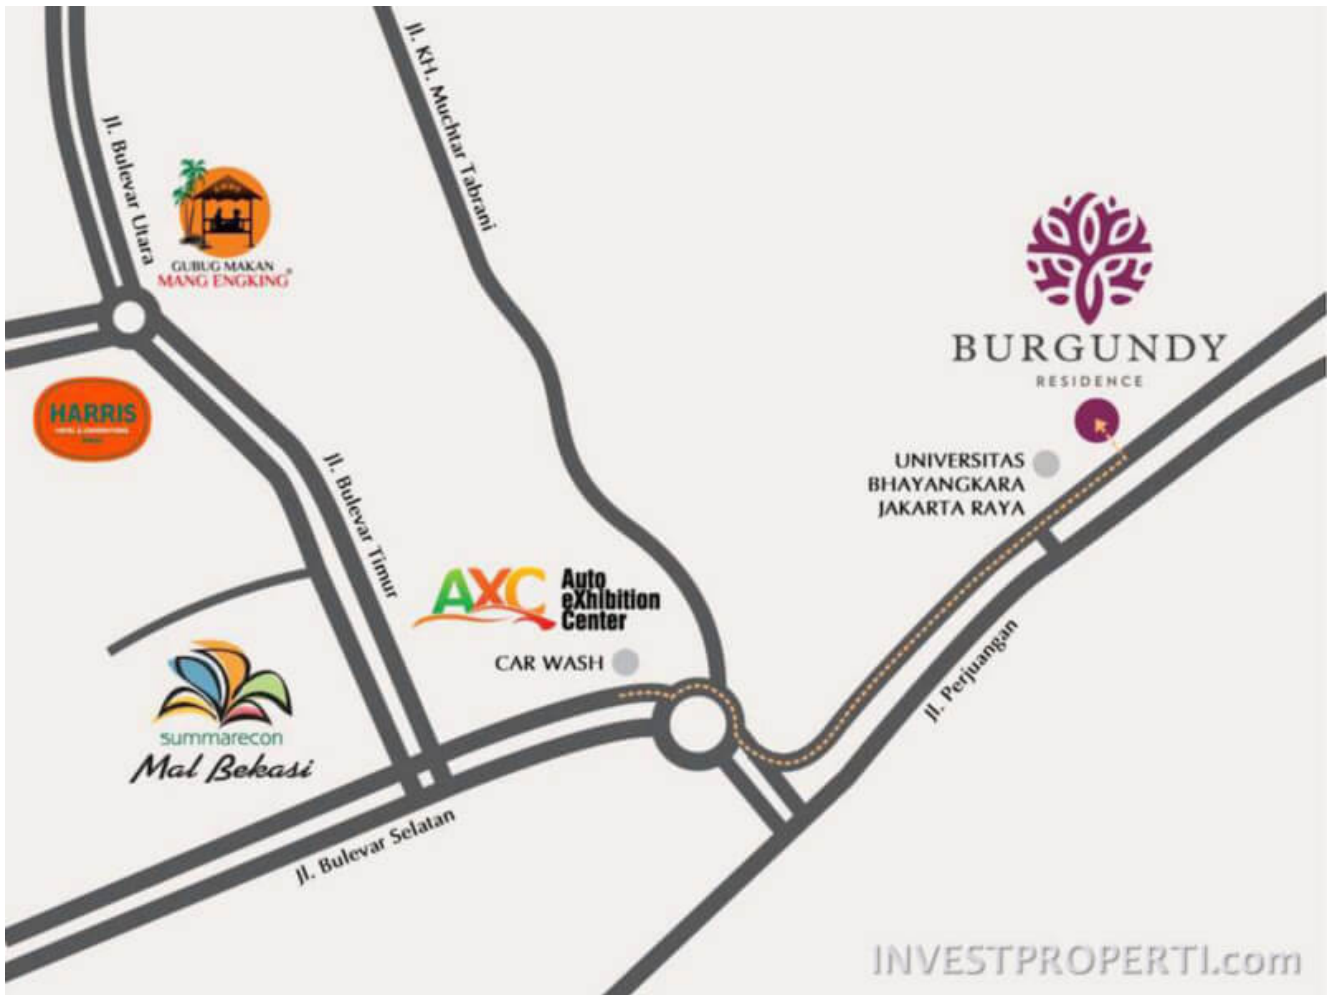 Jl. KH. Muchtar Tabrani
Jl. Bulevar Utara
GUBUG MAKAN
MANG ENGKING®
BURGUNDY
RESIDENCE
HARRIS
UNIVERSITAS
BHAYANGKARA
JAKARTA RAYA
Jl. Bulevar Timur
AXC Auto
eXhibition
Center
CAR WASH
Jl. Perjuangan
summarecon
Mal Bekasi
Jl. Bulevar Selatan
INVESTPROPERTI.com